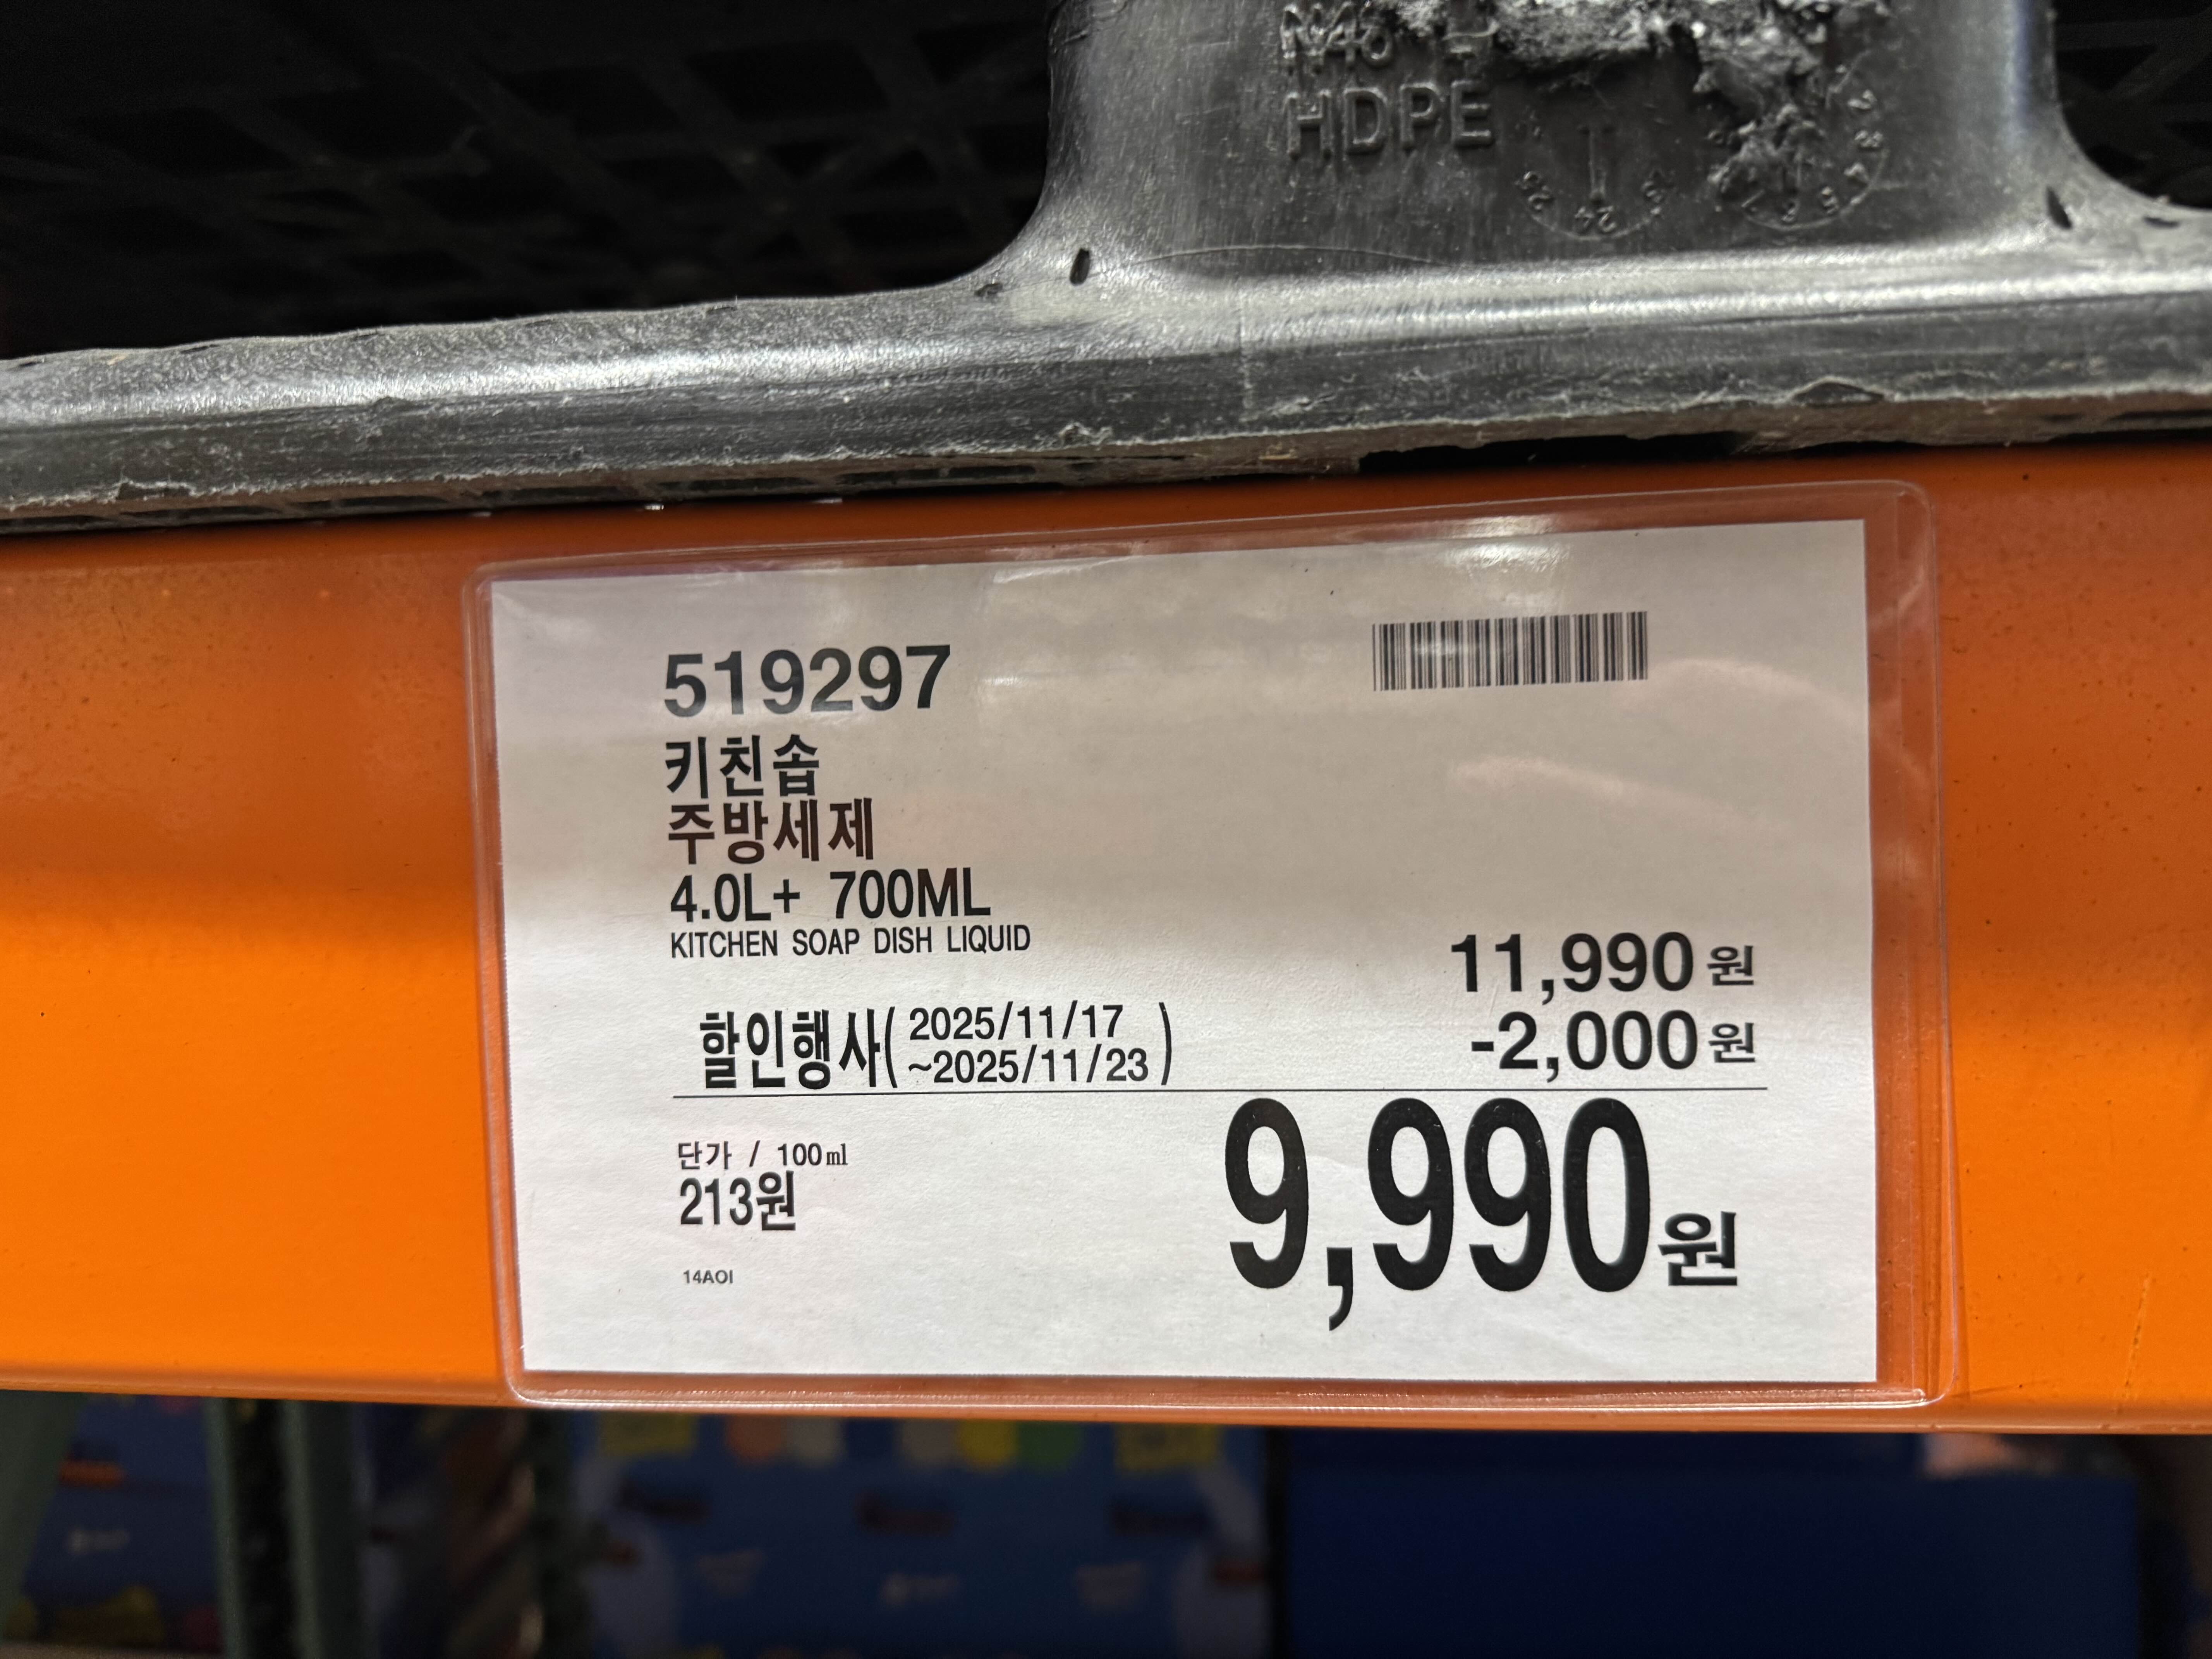 HDPE
519297
키친솝
주방세제
4.0L+ 700ML
KITCHEN SOAP DISH LIQUID
11,990원
할인행사( 2025/11/17
~2025/11/23 )
-2,000원
단가 / 100㎖
213원
9,990원
14AOI